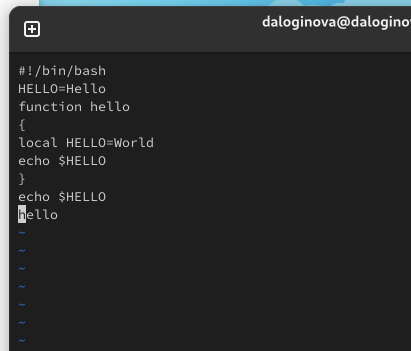 daloginova@dalogino
#!/bin/bash
HELLO=Hello
function hello
{
local HELLO=World
echo $HELLO
}
echo $HELLO
hello
~
~
~
~
~
~
~